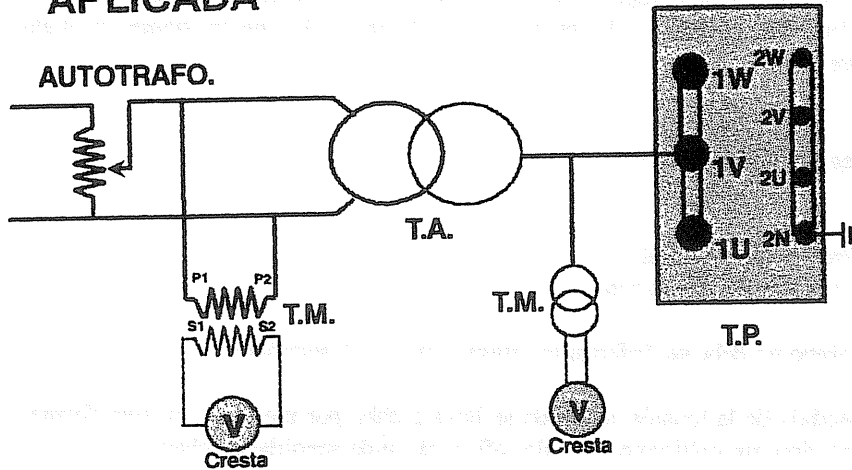 APLICADA
AUTOTRAFO.
2W
1W
2V
1V
2U
T.A.
1U
2N
P1 P2
T.M.
T.M.
S1 S2
T.P.
V
V
Cresta
Cresta